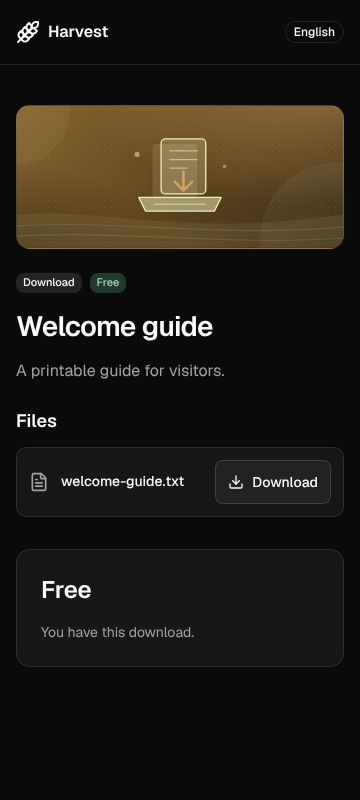 Harvest
English
Download
Free
Welcome guide
A printable guide for visitors.
Files
welcome-guide.txt
Download
Free
You have this download.